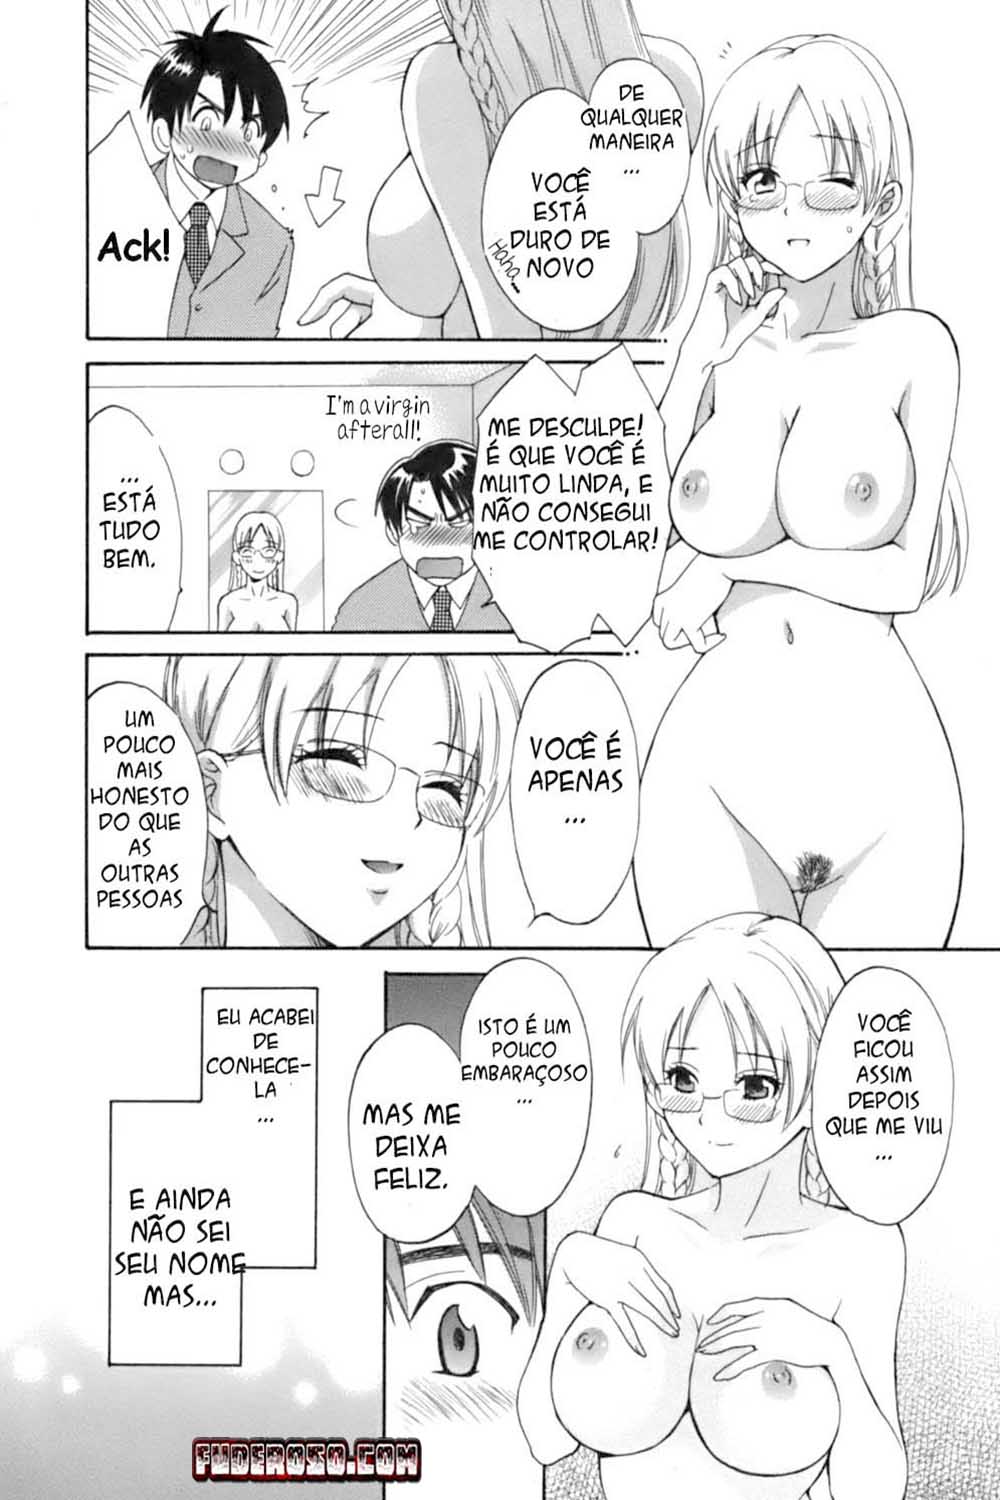 DE
QUALQUER
MANEIRA
...
VOCÊ
ESTÁ
DURO DE
NOVO
Haha...
Ack!
ME DESCULPE!
É QUE VOCÊ É
MUITO LINDA, E
NÃO CONSEGUI
ME CONTROLAR!
I'm a virgin
afterall!
...
ESTÁ
TUDO
BEM.
VOCÊ É
APENAS
...
UM
POUCO
MAIS
HONESTO
DO QUE
AS
OUTRAS
PESSOAS
VOCÊ
FICOU
ASSIM
DEPOIS
QUE ME VIU
...
ISTO É UM
POUCO
EMBARAÇOSO
...
MAS ME
DEIXA
FELIZ.
EU ACABEI
DE
CONHECE-
LA
...
E AINDA
NÃO SEI
SEU NOME
MAS...
FUDEROSO.COM